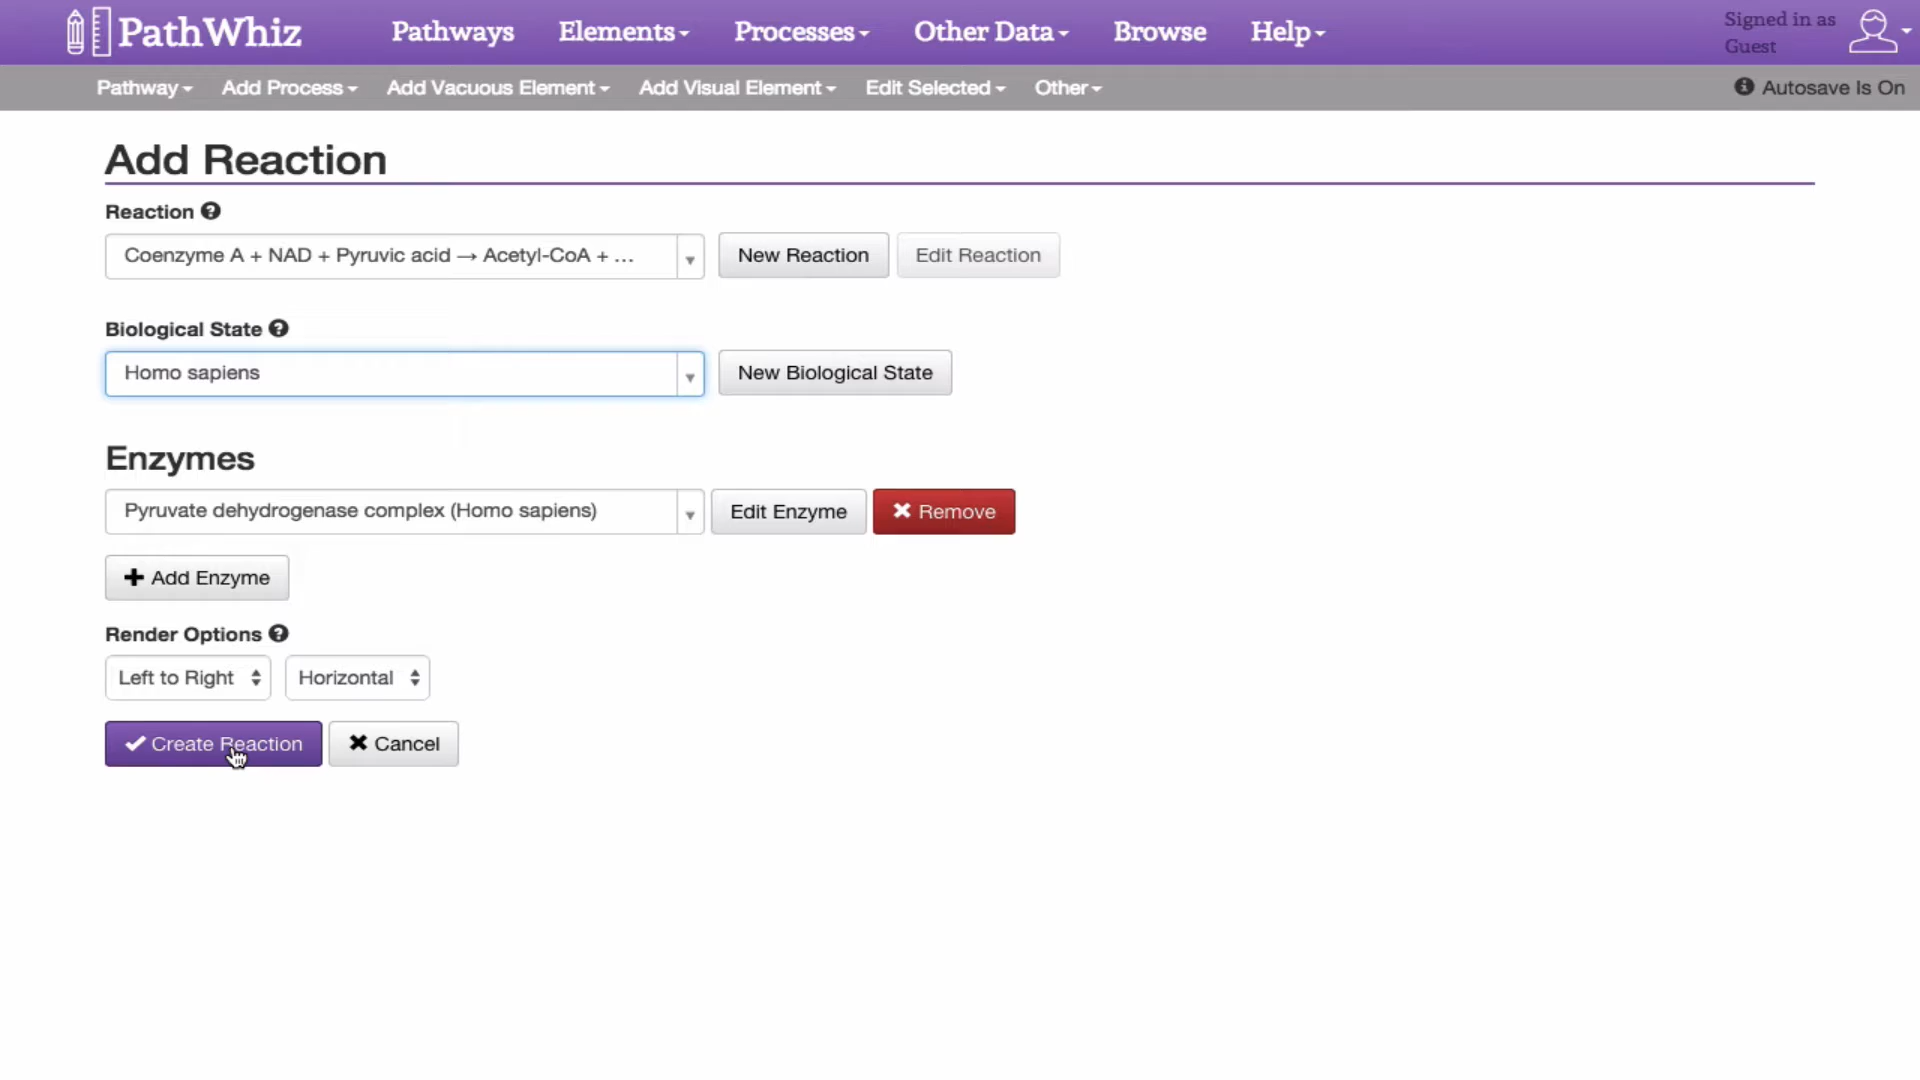 PathWhiz Pathways Elements Processes Other Data Browse Help Signed in as Guest
Pathway Add Process Add Vacuous Element Add Visual Element Edit Selected Other Autosave Is On
Add Reaction
Reaction
Coenzyme A + NAD + Pyruvic acid → Acetyl-CoA + ... New Reaction Edit Reaction
Biological State
Homo sapiens New Biological State
Enzymes
Pyruvate dehydrogenase complex (Homo sapiens) Edit Enzyme Remove
Add Enzyme
Render Options
Left to Right Horizontal
Create Reaction Cancel